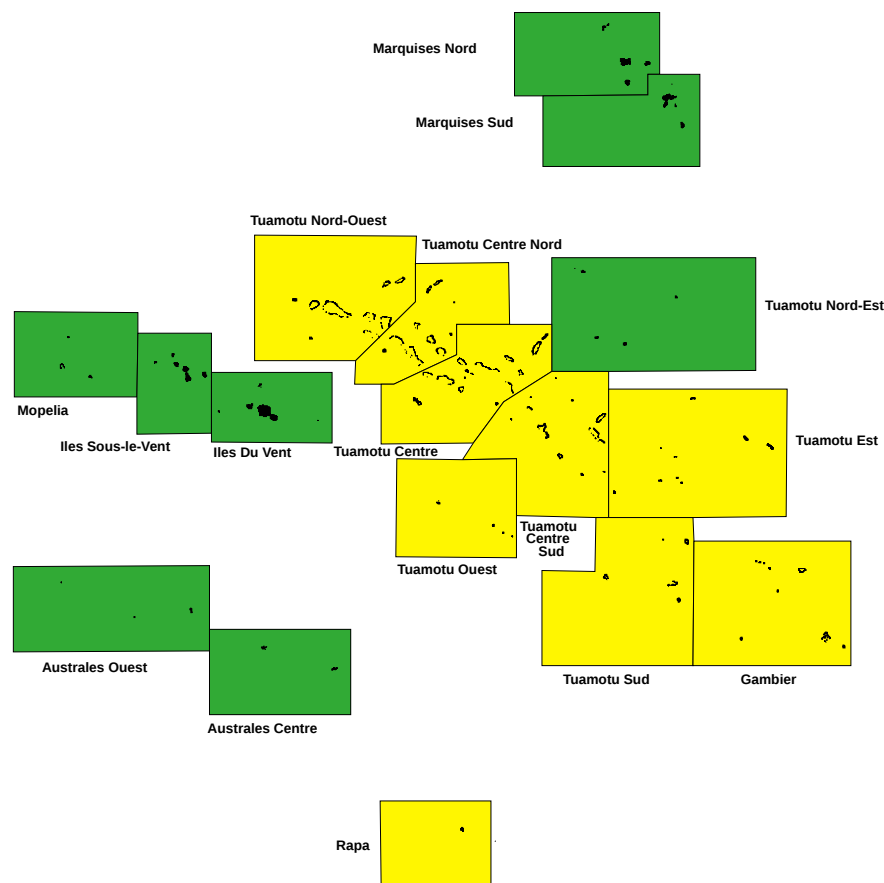 Marquises Nord
Marquises Sud
Tuamotu Nord-Ouest
Tuamotu Centre Nord
Tuamotu Nord-Est
Mopelia
Iles Sous-le-Vent
Iles Du Vent
Tuamotu Centre
Tuamotu Est
Tuamotu
Centre
Sud
Tuamotu Ouest
Australes Ouest
Tuamotu Sud
Gambier
Australes Centre
Rapa